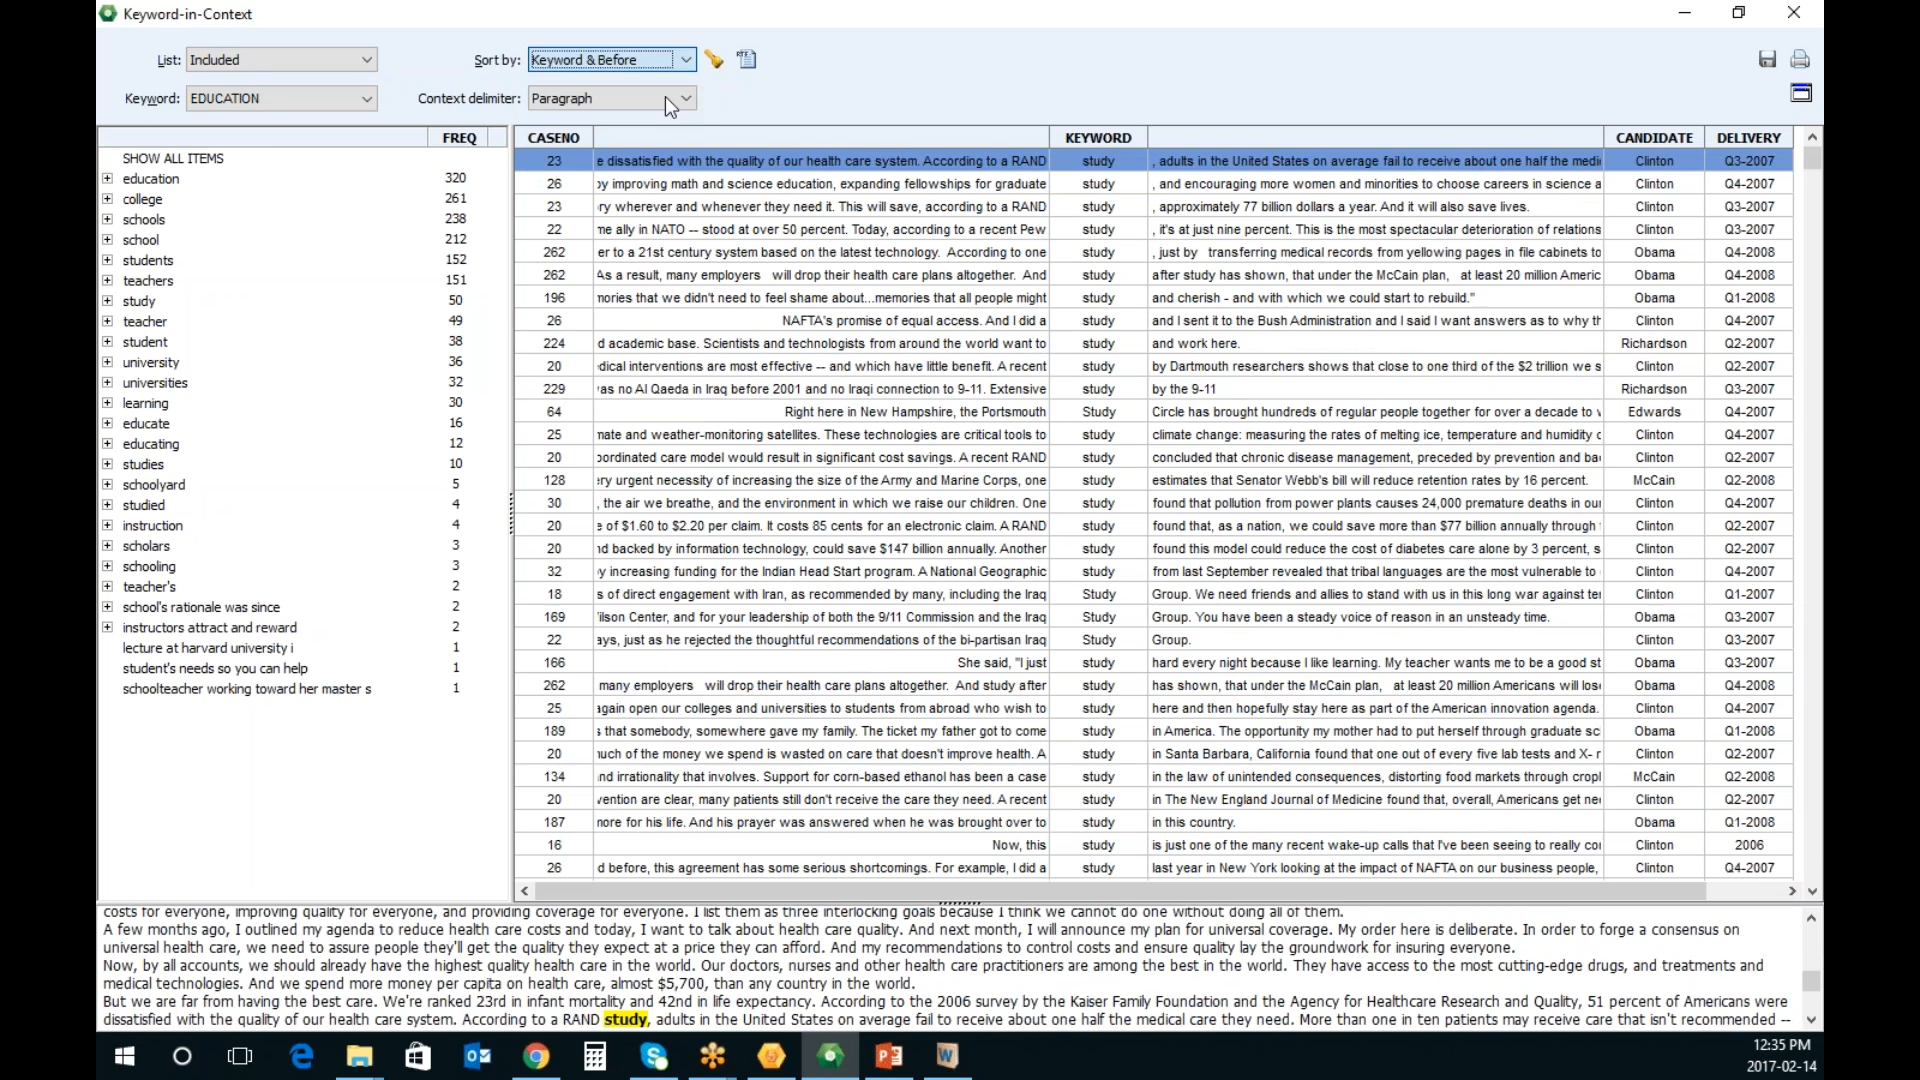 Keyword-in-Context
List: Included Sort by: Keyword & Before
Keyword: EDUCATION Context delimiter: Paragraph
FREQ
SHOW ALL ITEMS
education 320
college 261
schools 238
school 212
students 152
teachers 151
study 50
teacher 49
student 38
university 36
universities 32
learning 30
educate 16
educating 12
studies 10
schoolyard 5
studied 4
instruction 4
scholars 3
schooling 3
teacher's 2
school's rationale was since 2
instructors attract and reward 2
lecture at harvard university i 1
student's needs so you can help 1
schoolteacher working toward her master s 1
CASENO KEYWORD CANDIDATE DELIVERY
23 e dissatisfied with the quality of our health care system. According to a RAND study , adults in the United States on average fail to receive about one half the medi Clinton Q3-2007
26 by improving math and science education, expanding fellowships for graduate study , and encouraging more women and minorities to choose careers in science a Clinton Q4-2007
23 ry wherever and whenever they need it. This will save, according to a RAND study , approximately 77 billion dollars a year. And it will also save lives. Clinton Q3-2007
22 me ally in NATO -- stood at over 50 percent. Today, according to a recent Pew study , it's at just nine percent. This is the most spectacular deterioration of relations Clinton Q3-2007
262 er to a 21st century system based on the latest technology. According to one study , just by transferring medical records from yellowing pages in file cabinets to Obama Q4-2008
262 As a result, many employers will drop their health care plans altogether. And study after study has shown, that under the McCain plan, at least 20 million Americ Obama Q4-2008
196 mories that we didn't need to feel shame about...memories that all people might study and cherish - and with which we could start to rebuild." Obama Q1-2008
26 NAFTA's promise of equal access. And I did a study and I sent it to the Bush Administration and I said I want answers as to why th Clinton Q4-2007
224 d academic base. Scientists and technologists from around the world want to study and work here. Richardson Q2-2007
20 dical interventions are most effective -- and which have little benefit. A recent study by Dartmouth researchers shows that close to one third of the $2 trillion we s Clinton Q2-2007
229 as no Al Qaeda in Iraq before 2001 and no Iraqi connection to 9-11. Extensive study by the 9-11 Richardson Q3-2007
64 Right here in New Hampshire, the Portsmouth Study Circle has brought hundreds of regular people together for over a decade to Edwards Q4-2007
25 mate and weather-monitoring satellites. These technologies are critical tools to study climate change: measuring the rates of melting ice, temperature and humidity Clinton Q4-2007
20 oordinated care model would result in significant cost savings. A recent RAND study concluded that chronic disease management, preceded by prevention and ba Clinton Q2-2007
128 ery urgent necessity of increasing the size of the Army and Marine Corps, one study estimates that Senator Webb's bill will reduce retention rates by 16 percent. McCain Q2-2008
30 , the air we breathe, and the environment in which we raise our children. One study found that pollution from power plants causes 24,000 premature deaths in our Clinton Q4-2007
20 e of $1.60 to $2.20 per claim. It costs 85 cents for an electronic claim. A RAND study found that, as a nation, we could save more than $77 billion annually through Clinton Q2-2007
20 nd backed by information technology, could save $147 billion annually. Another study found this model could reduce the cost of diabetes care alone by 3 percent, s Clinton Q2-2007
32 y increasing funding for the Indian Head Start program. A National Geographic study from last September revealed that tribal languages are the most vulnerable to Clinton Q4-2007
18 s of direct engagement with Iran, as recommended by many, including the Iraq Study Group. We need friends and allies to stand with us in this long war against te Clinton Q1-2007
169 ilson Center, and for your leadership of both the 9/11 Commission and the Iraq Study Group. You have been a steady voice of reason in an unsteady time. Obama Q3-2007
22 ays, just as he rejected the thoughtful recommendations of the bi-partisan Iraq Study Group. Clinton Q3-2007
166 She said, "I just study hard every night because I like learning. My teacher wants me to be a good st Obama Q3-2007
262 many employers will drop their health care plans altogether. And study after study has shown, that under the McCain plan, at least 20 million Americans will los Obama Q4-2008
25 again open our colleges and universities to students from abroad who wish to study here and then hopefully stay here as part of the American innovation agenda. Clinton Q4-2007
189 s that somebody, somewhere gave my family. The ticket my father got to come study in America. The opportunity my mother had to put herself through graduate sc Obama Q1-2008
20 much of the money we spend is wasted on care that doesn't improve health. A study in Santa Barbara, California found that one out of every five lab tests and X- r Clinton Q2-2007
134 nd irrationality that involves. Support for corn-based ethanol has been a case study in the law of unintended consequences, distorting food markets through crop McCain Q2-2008
20 vention are clear, many patients still don't receive the care they need. A recent study in The New England Journal of Medicine found that, overall, Americans get ne Clinton Q2-2007
187 more for his life. And his prayer was answered when he was brought over to study in this country. Obama Q1-2008
16 Now, this study is just one of the many recent wake-up calls that I've been seeing to really co Clinton 2006
26 d before, this agreement has some serious shortcomings. For example, I did a study last year in New York looking at the impact of NAFTA on our business people, Clinton Q4-2007
costs for everyone, improving quality for everyone, and providing coverage for everyone. I list them as three interlocking goals because I think we cannot do one without doing all of them.
A few months ago, I outlined my agenda to reduce health care costs and today, I want to talk about health care quality. And next month, I will announce my plan for universal coverage. My order here is deliberate. In order to forge a consensus on
universal health care, we need to assure people they'll get the quality they expect at a price they can afford. And my recommendations to control costs and ensure quality lay the groundwork for insuring everyone.
Now, by all accounts, we should already have the highest quality health care in the world. Our doctors, nurses and other health care practitioners are among the best in the world. They have access to the most cutting-edge drugs, and treatments and
medical technologies. And we spend more money per capita on health care, almost $5,700, than any country in the world.
But we are far from having the best care. We're ranked 23rd in infant mortality and 42nd in life expectancy. According to the 2006 survey by the Kaiser Family Foundation and the Agency for Healthcare Research and Quality, 51 percent of Americans were
dissatisfied with the quality of our health care system. According to a RAND study, adults in the United States on average fail to receive about one half the medical care they need. More than one in ten patients may receive care that isn't recommended --
12:35 PM
2017-02-14